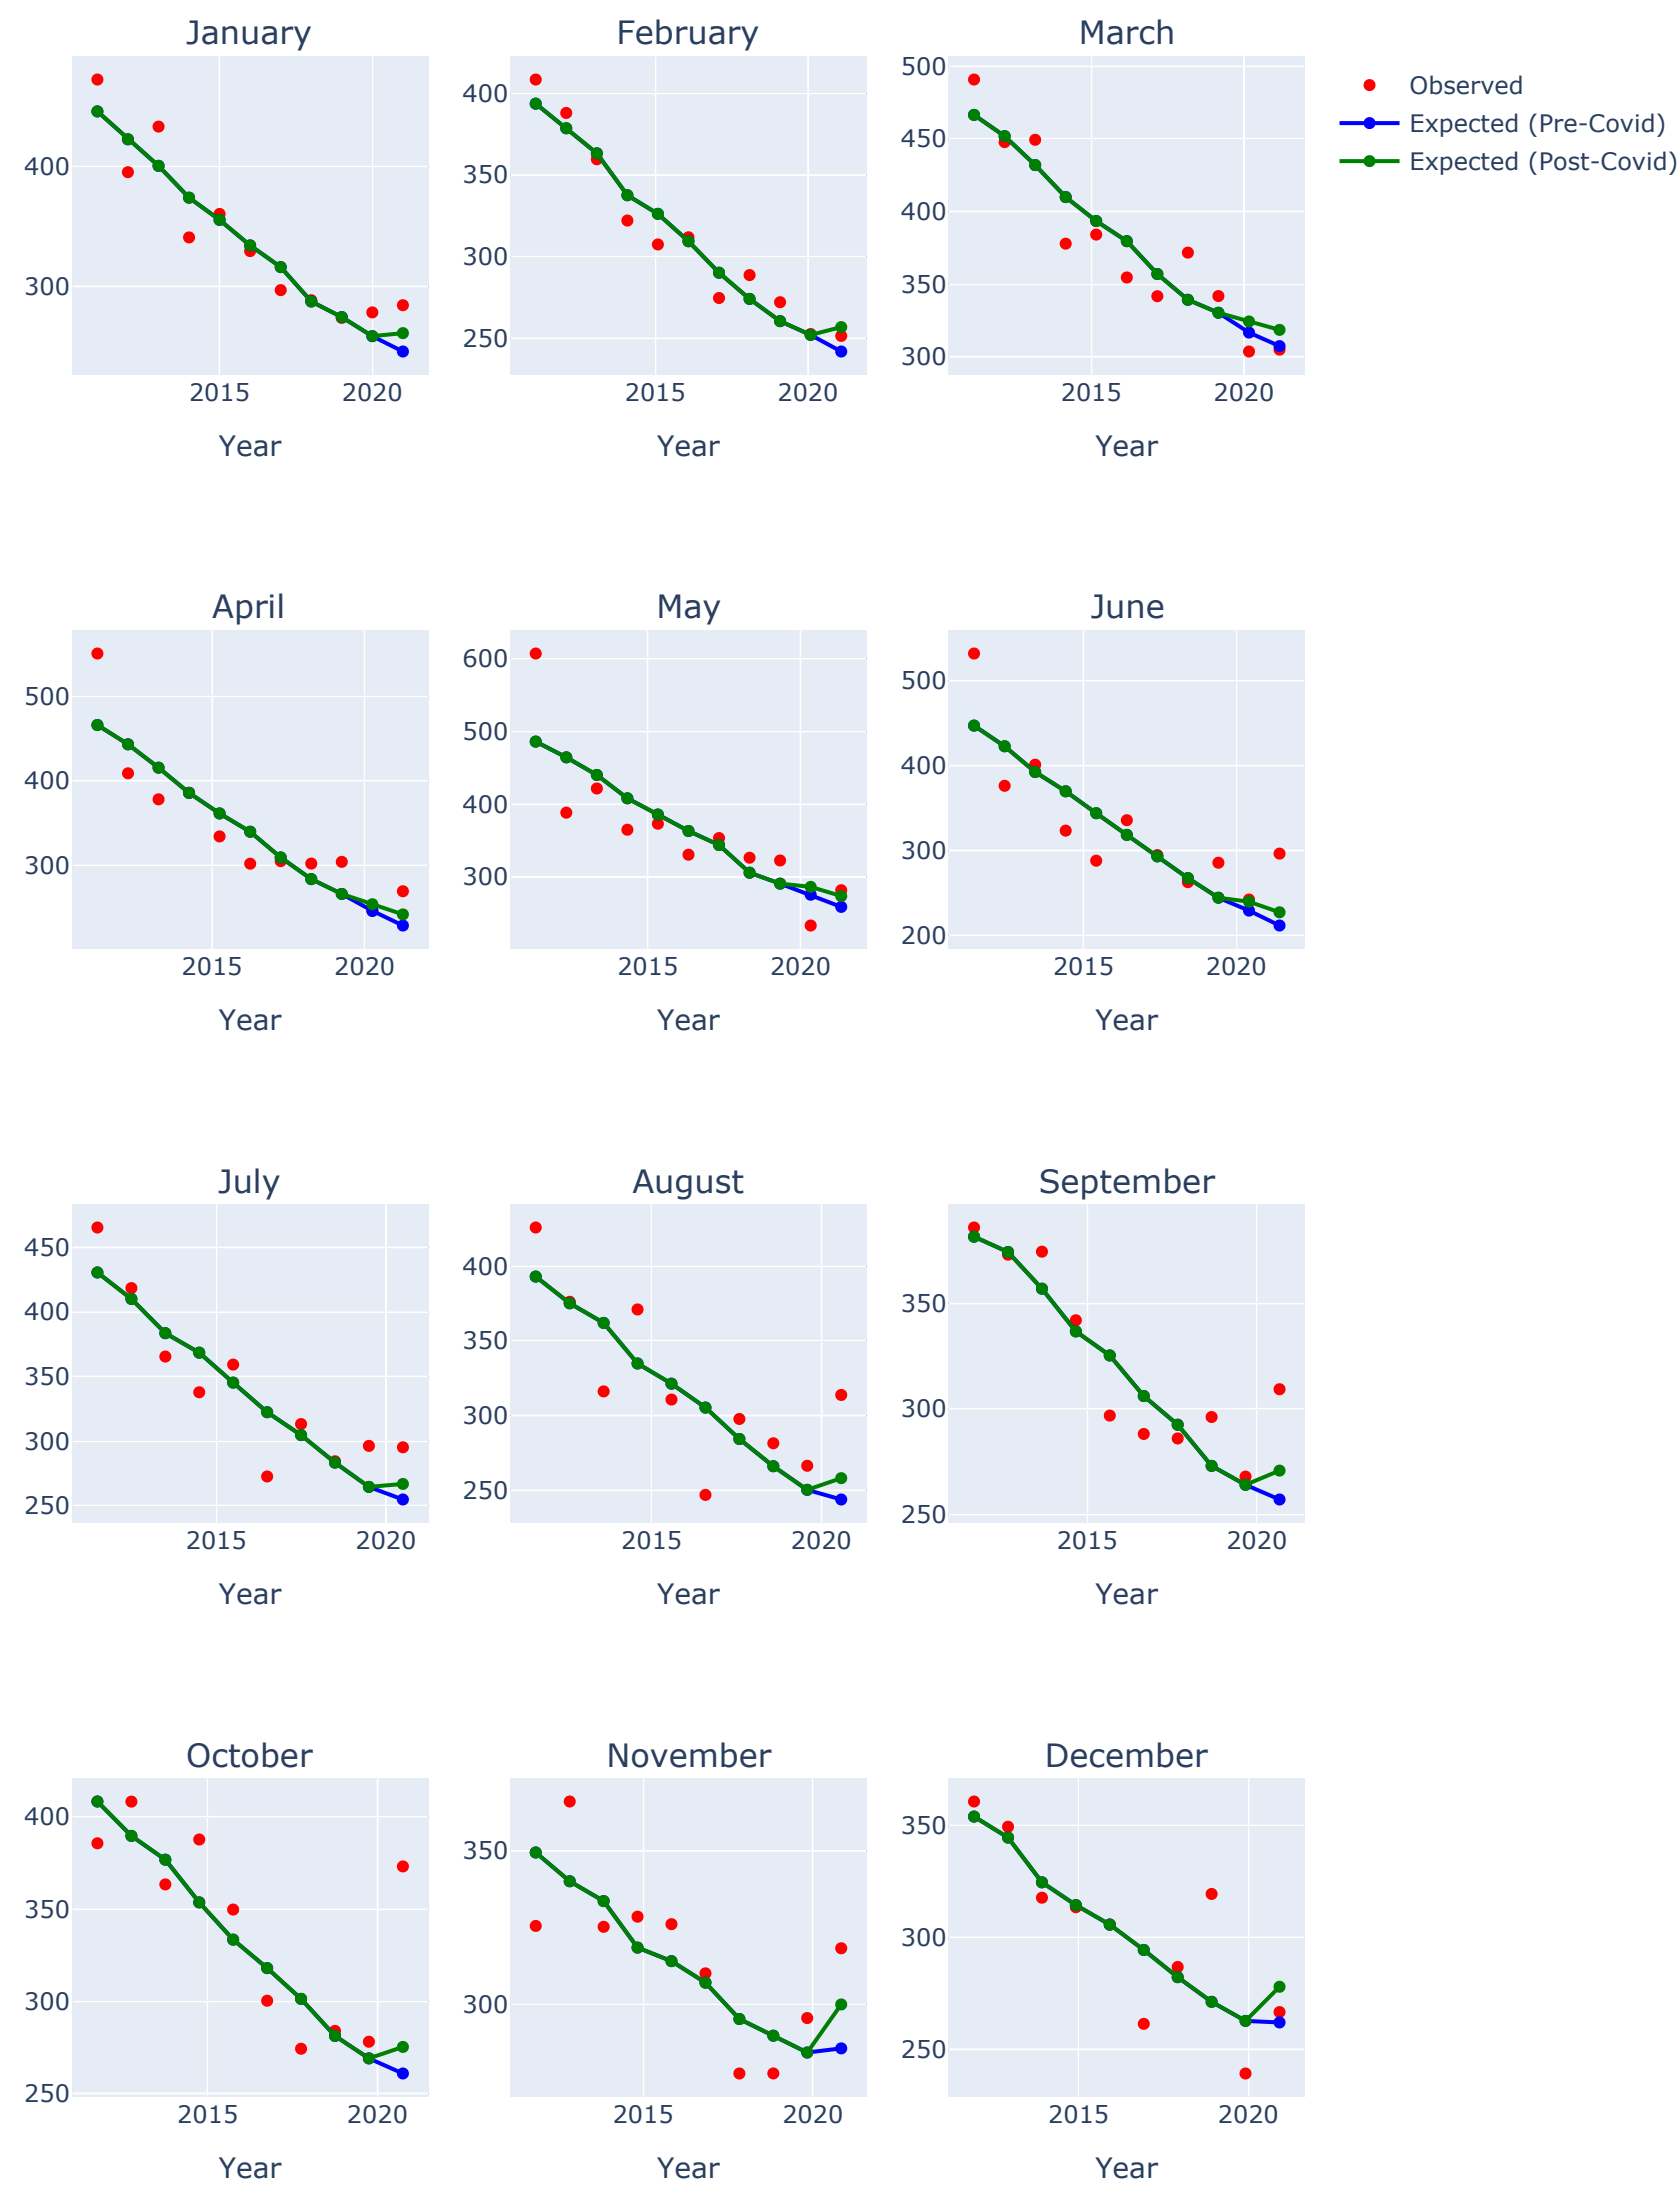 January February March
500 Observed
400 450 Expected (Pre-Covid)
400 350 Expected (Post-Covid)
400
300 300 350
250 300
2015 2020 2015 2020 2015 2020
Year Year Year
April May June
600
500 500 500
400 400 400
300 300 300
200
2015 2020 2015 2020 2015 2020
Year Year Year
July August September
450
400 400
350 350 350
300 300 300
250 250 250
2015 2020 2015 2020 2015 2020
Year Year Year
October November December
400 350 350
350
300 300 300
250 250
2015 2020 2015 2020 2015 2020
Year Year Year